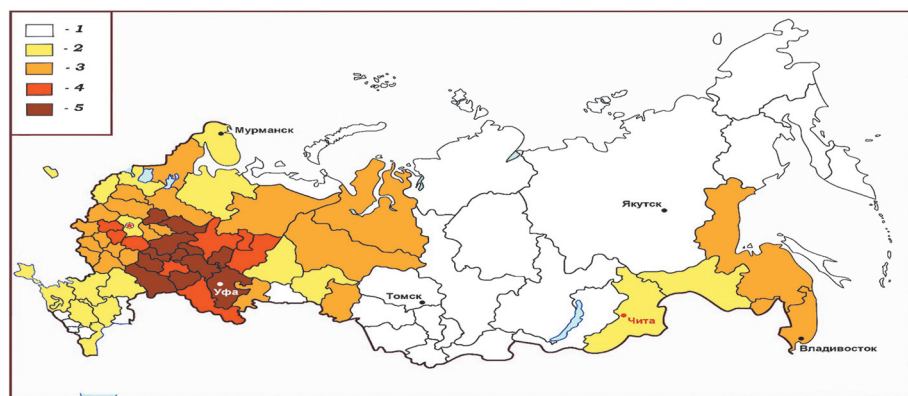 - 1
- 2
- 3
- 4
- 5
Мурманск
Якутск
Уфа
Томск
Чита
Владивосток